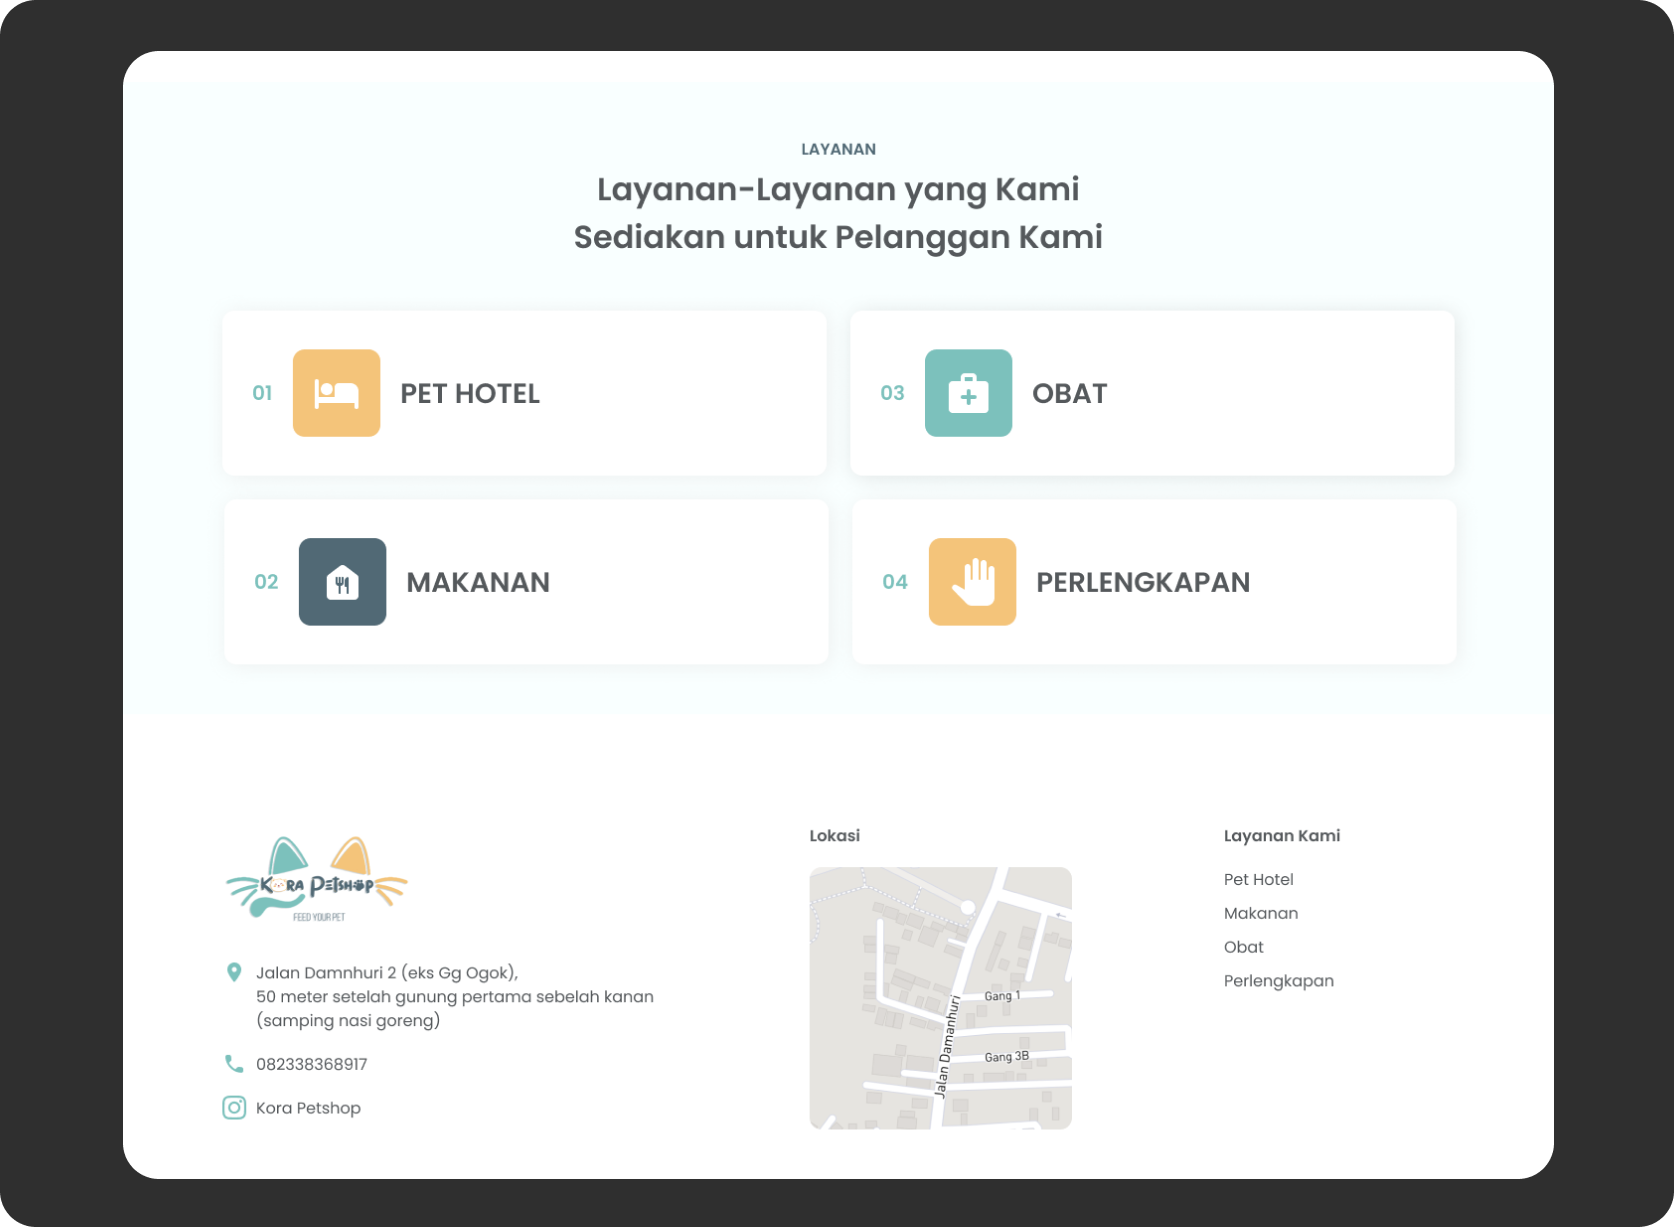 LAYANAN
Layanan-Layanan yang Kami
Sediakan untuk Pelanggan Kami
01
PET HOTEL
03
OBAT
02
MAKANAN
04
PERLENGKAPAN
KORA PETSHOP
FEED YOUR PET
Jalan Damnhuri 2 (eks Gg Ogok),
50 meter setelah gunung pertama sebelah kanan
(samping nasi goreng)
082338368917
Kora Petshop
Lokasi
Gang 1
Jalan Damanhuri
Gang 3B
Layanan Kami
Pet Hotel
Makanan
Obat
Perlengkapan